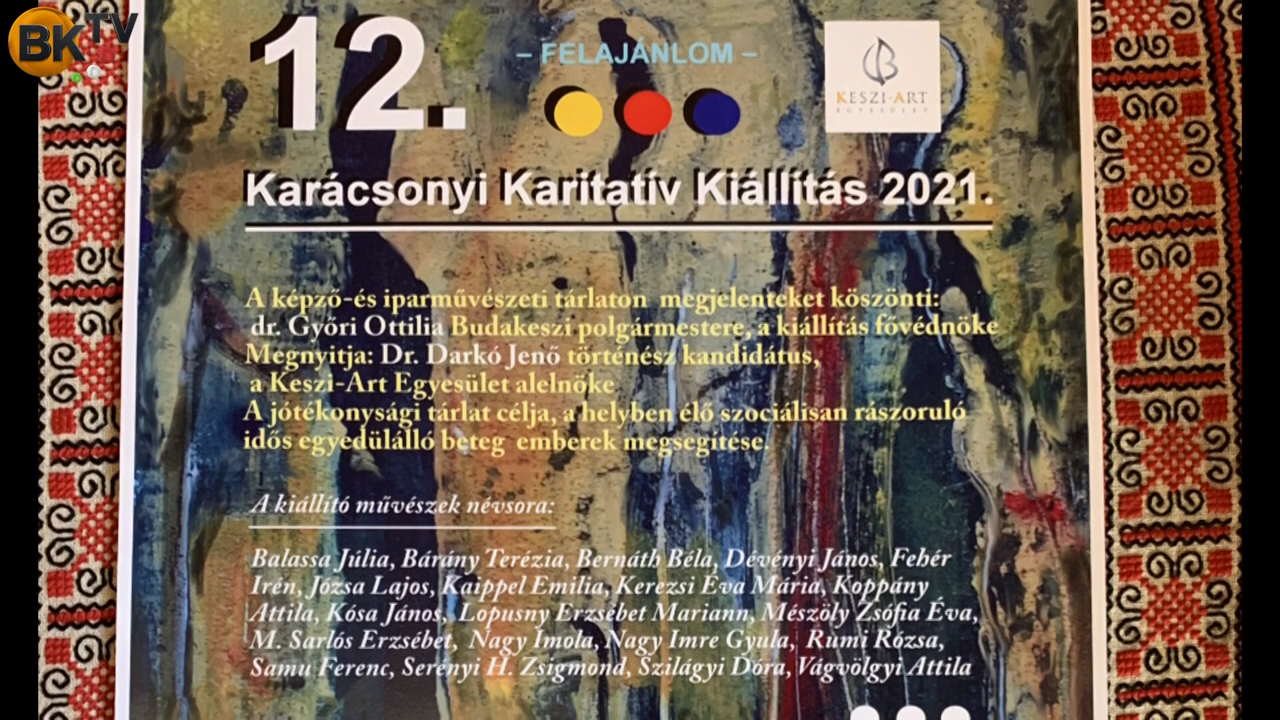 BKTV
12.
– FELAJÁNLOM –
KESZI-ART
EGYESÜLET
Karácsonyi Karitatív Kiállítás 2021.
A képző-és iparművészeti tárlaton megjelenteket köszönti:
dr. Győri Ottilia Budakeszi polgármestere, a kiállítás fővédnöke
Megnyitja: Dr. Darkó Jenő történész kandidátus,
a Keszi-Art Egyesület alelnöke
A jótékonysági tárlat célja, a helyben élő szociálisan rászoruló
idős egyedülálló beteg emberek megsegítése.
A kiállító művészek névsora:
Balassa Júlia, Bárány Terézia, Bernáth Béla, Dévényi János, Fehér
Irén, Józsa Lajos, Kaippel Emilia, Kerezsi Éva Mária, Koppány
Attila, Kósa János, Lopusny Erzsébet Mariann, Mészöly Zsófia Éva,
M. Sarlós Erzsébet, Nagy Imola, Nagy Imre Gyula, Rumi Rózsa,
Samu Ferenc, Serényi H. Zsigmond, Szilágyi Dóra, Vágvölgyi Attila